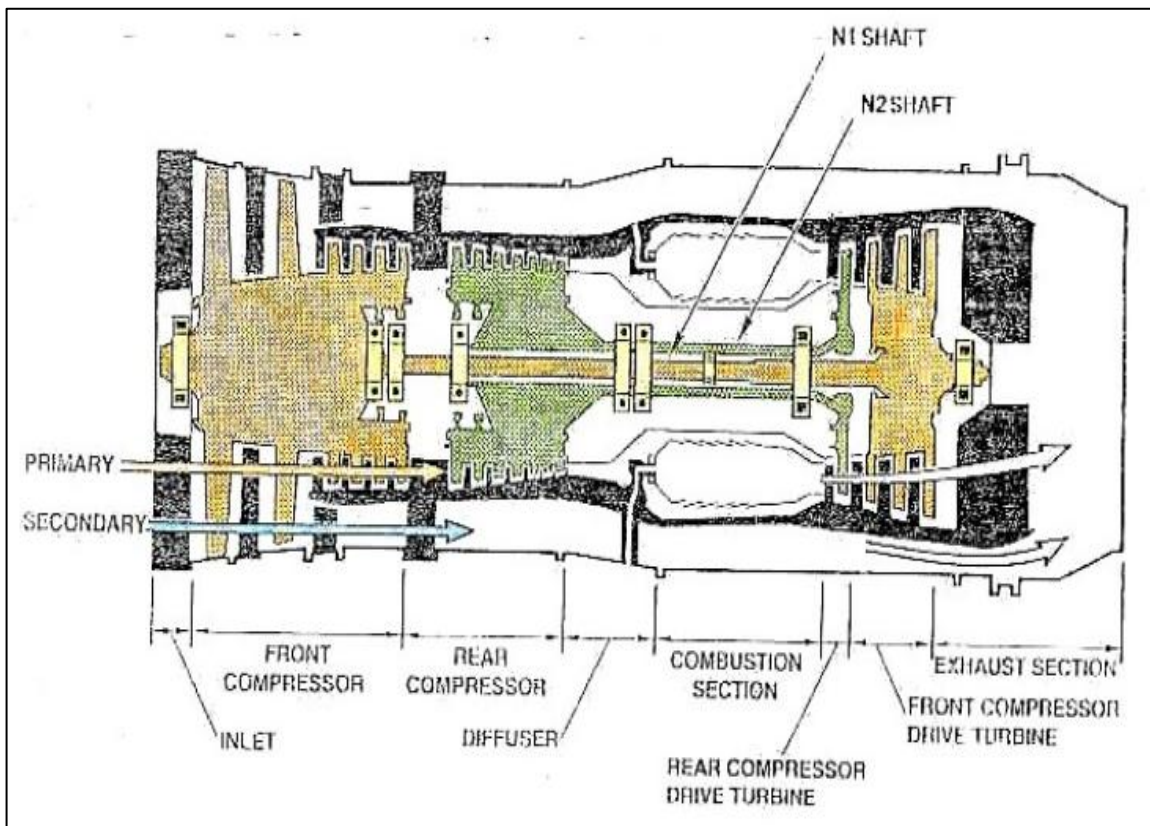 N1 SHAFT
N2 SHAFT
PRIMARY
SECONDARY
FRONT
COMPRESSOR
REAR
COMPRESSOR
COMBUSTION
SECTION
EXHAUST SECTION
INLET
DIFFUSER
FRONT COMPRESSOR
DRIVE TURBINE
REAR COMPRESSOR
DRIVE TURBINE